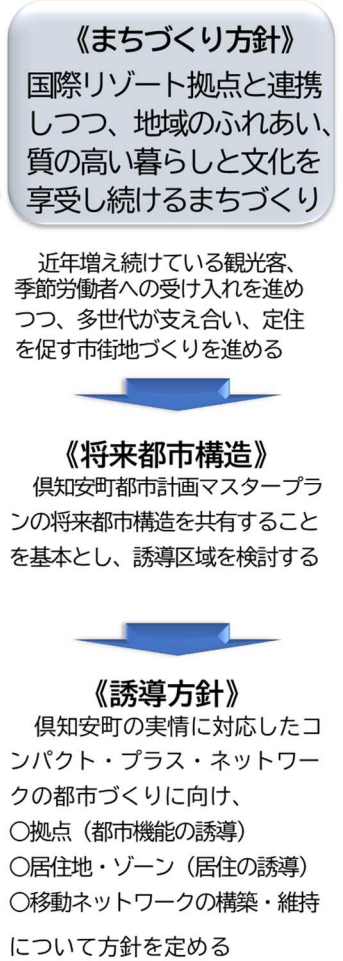 《まちづくり方針》
国際リゾート拠点と連携
しつつ、地域のふれあい、
質の高い暮らしと文化を
享受し続けるまちづくり
近年増え続けている観光客、
季節労働者への受け入れを進め
つつ、多世代が支え合い、定住
を促す市街地づくりを進める
《将来都市構造》
倶知安町都市計画マスタープラ
ンの将来都市構造を共有すること
を基本とし、誘導区域を検討する
《誘導方針》
倶知安町の実情に対応したコ
ンパクト・プラス・ネットワー
クの都市づくりに向け、
○拠点（都市機能の誘導）
○居住地・ゾーン（居住の誘導）
○移動ネットワークの構築・維持
について方針を定める